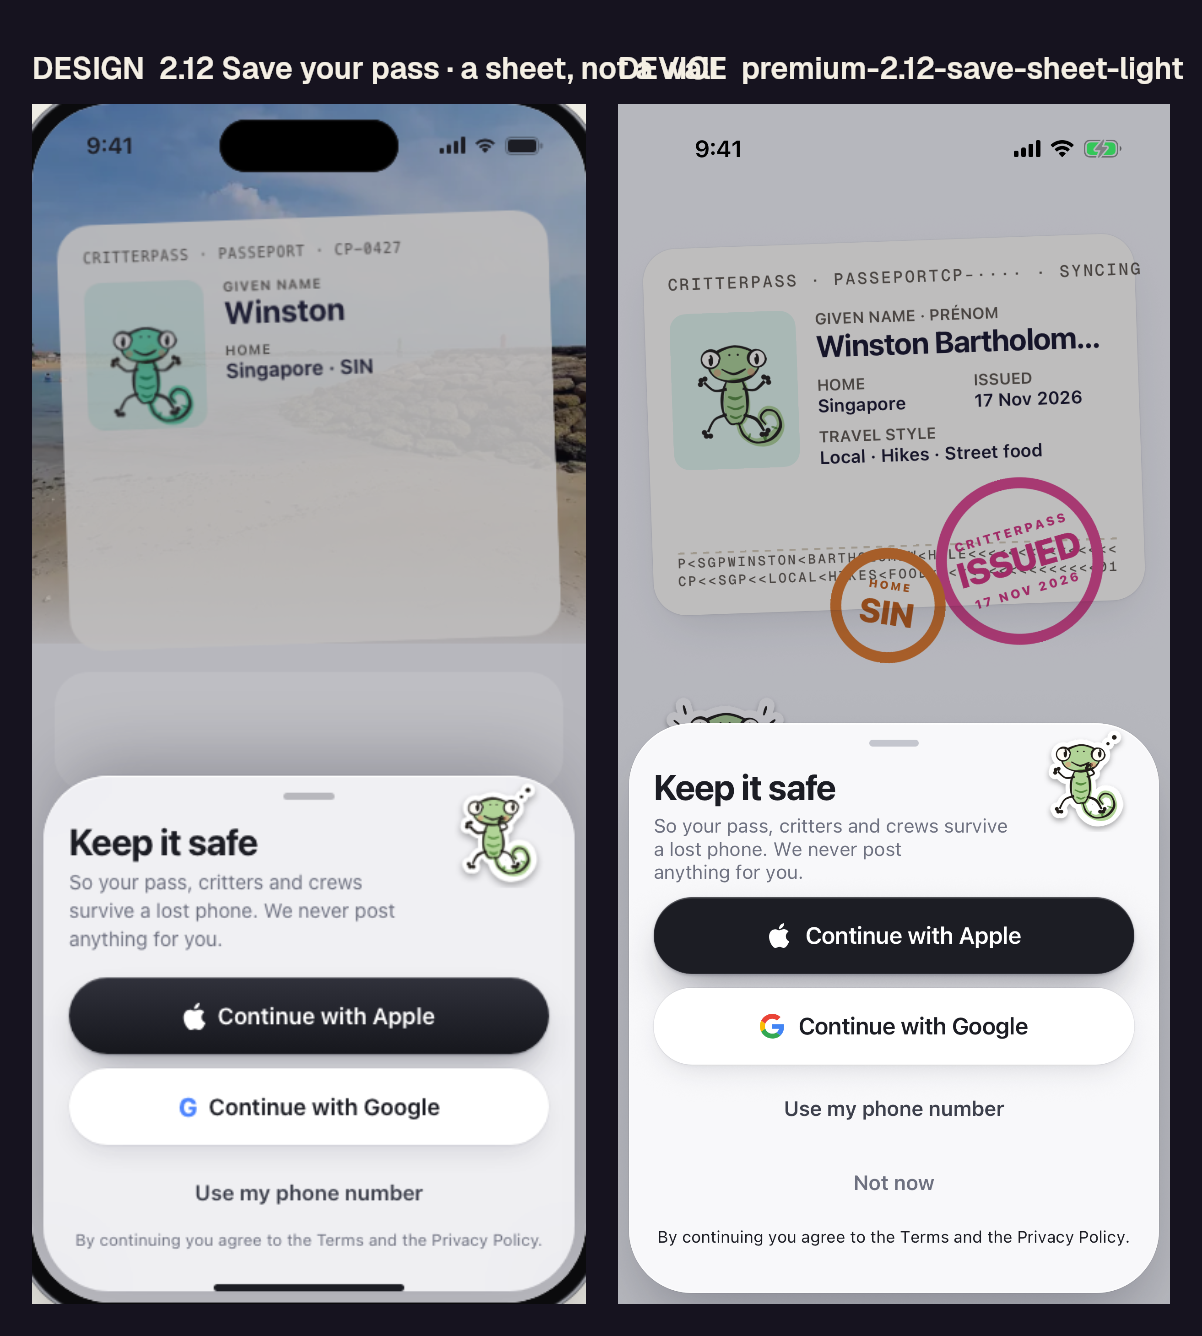 DESIGN 2.12 Save your pass · a sheet, not a wall
DEVICE premium-2.12-save-sheet-light
9:41
CRITTERPASS · PASSEPORT · CP-0427
GIVEN NAME
Winston
HOME
Singapore · SIN
Keep it safe
So your pass, critters and crews
survive a lost phone. We never post
anything for you.
Continue with Apple
G Continue with Google
Use my phone number
By continuing you agree to the Terms and the Privacy Policy.
9:41
CRITTERPASS · PASSEPORTCP-···· · SYNCING
GIVEN NAME · PRÉNOM
Winston Bartholom...
HOME
Singapore
ISSUED
17 Nov 2026
TRAVEL STYLE
Local · Hikes · Street food
CRITTERPASS
ISSUED
17 NOV 2026
HOME
SIN
Keep it safe
So your pass, critters and crews survive
a lost phone. We never post
anything for you.
Continue with Apple
G Continue with Google
Use my phone number
Not now
By continuing you agree to the Terms and the Privacy Policy.